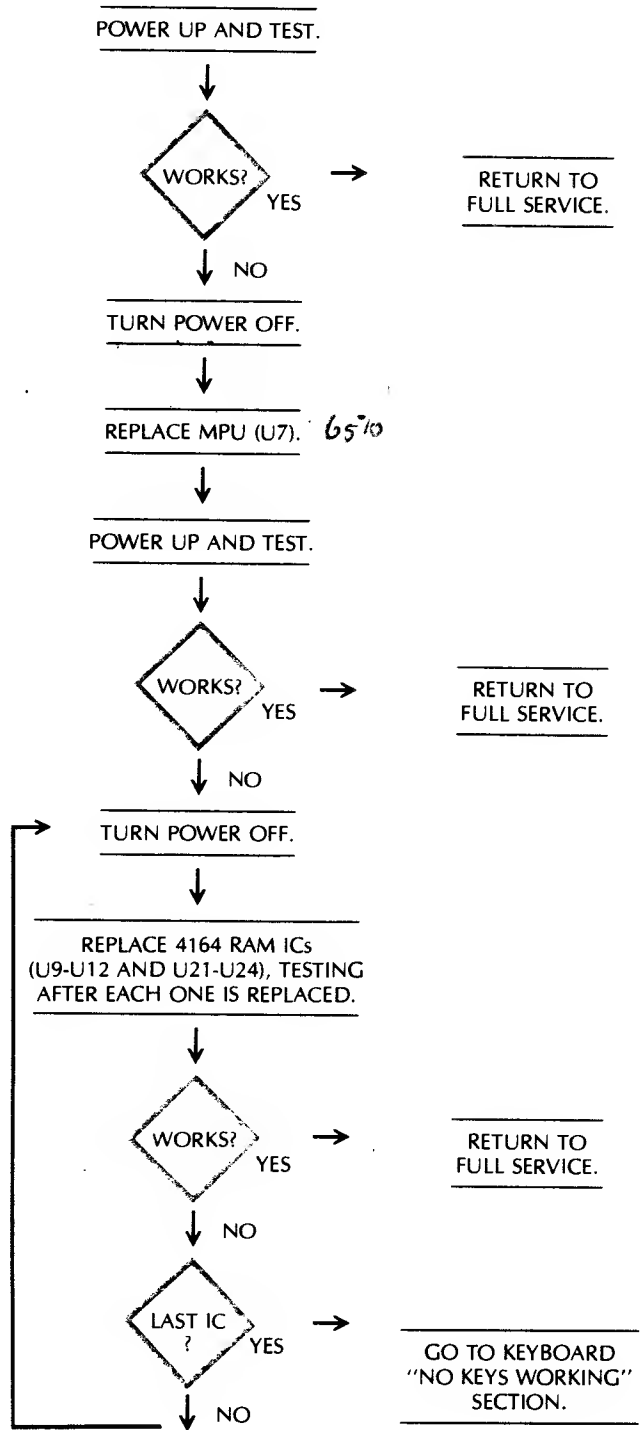 POWER UP AND TEST.
WORKS?
YES
RETURN TO
FULL SERVICE.
NO
TURN POWER OFF.
REPLACE MPU (U7). 6510
POWER UP AND TEST.
WORKS?
YES
RETURN TO
FULL SERVICE.
NO
TURN POWER OFF.
REPLACE 4164 RAM ICs
(U9-U12 AND U21-U24), TESTING
AFTER EACH ONE IS REPLACED.
WORKS?
YES
RETURN TO
FULL SERVICE.
NO
LAST IC
?
YES
GO TO KEYBOARD
"NO KEYS WORKING"
SECTION.
NO